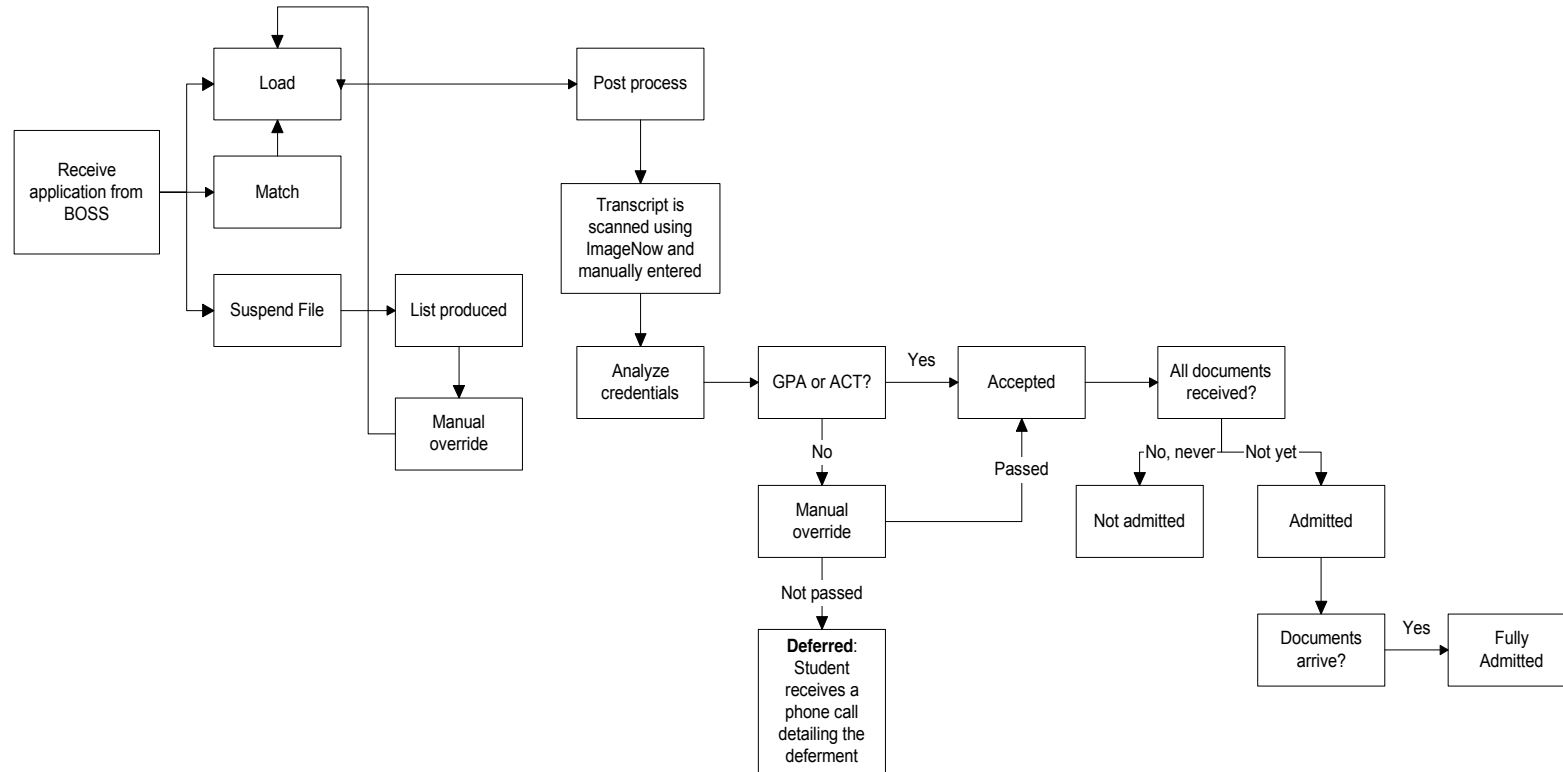 Load
Post process
Receive
application from
BOSS
Match
Transcript is
scanned using
ImageNow and
manually entered
Suspend File
List produced
Manual
override
Analyze
credentials
GPA or ACT?
Yes
Accepted
All documents
received?
No
Passed
No, never
Not yet
Manual
override
Not admitted
Admitted
Not passed
Deferred:
Student
receives a
phone call
detailing the
deferment
Documents
arrive?
Yes
Fully
Admitted